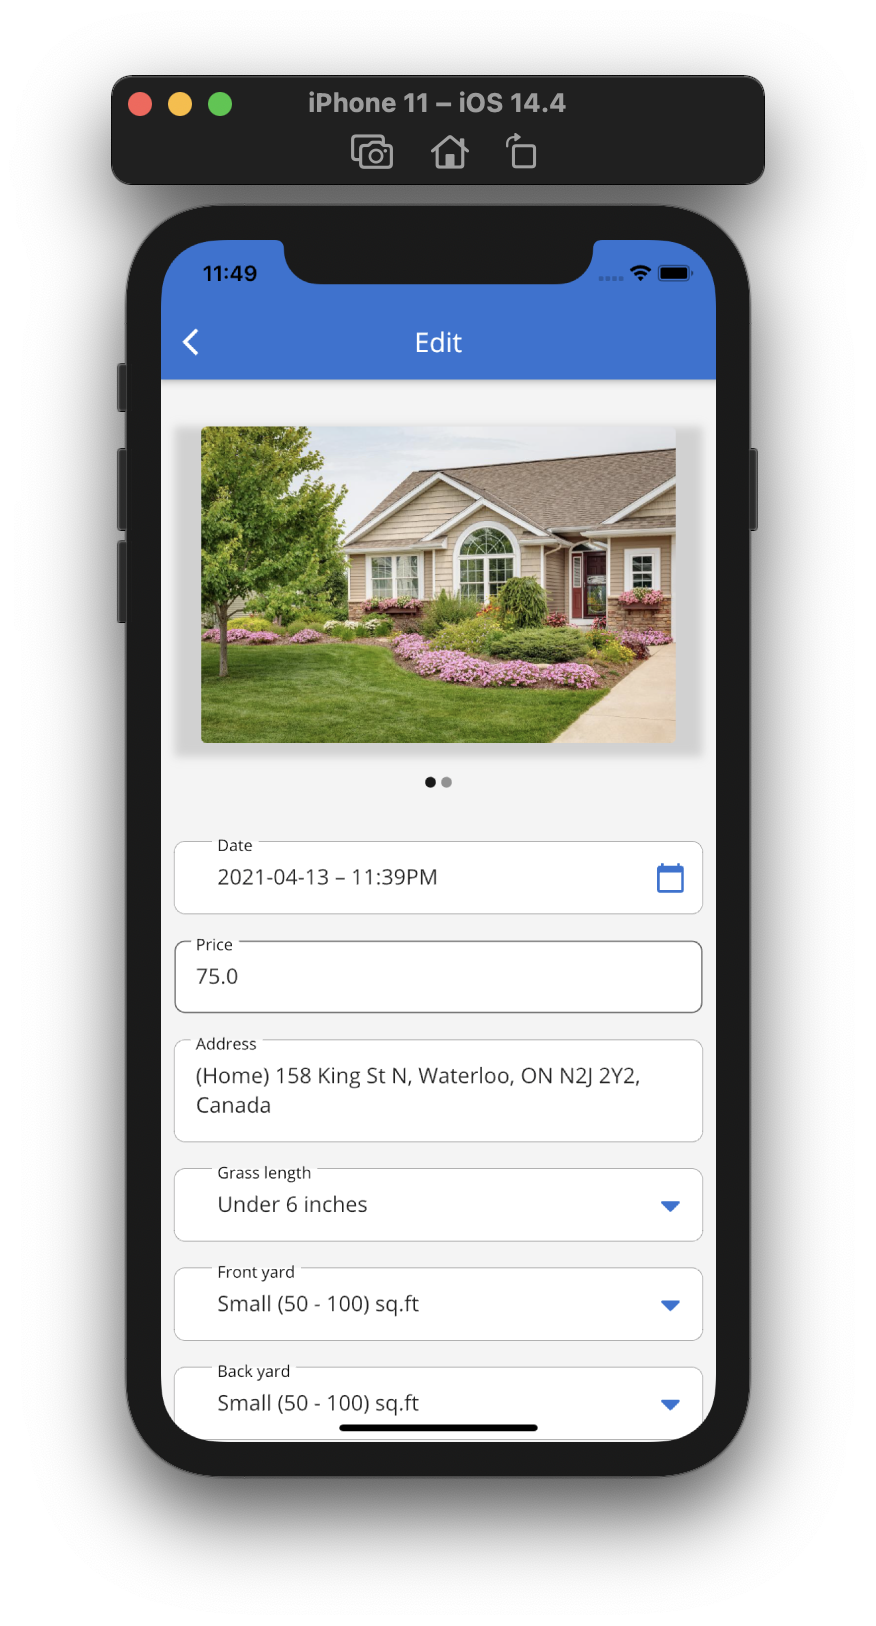 iPhone 11 – iOS 14.4
11:49
Edit
Date
2021-04-13 – 11:39PM
Price
75.0
Address
(Home) 158 King St N, Waterloo, ON N2J 2Y2,
Canada
Grass length
Under 6 inches
Front yard
Small (50 - 100) sq.ft
Back yard
Small (50 - 100) sq.ft